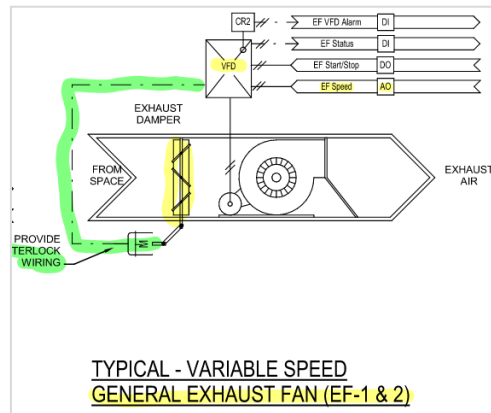 CR2
EF VFD Alarm DI
EF Status DI
VFD
EF Start/Stop DO
EF Speed AO
EXHAUST
DAMPER
FROM
SPACE
EXHAUST
AIR
PROVIDE
TERLOCK
WIRING
M
TYPICAL - VARIABLE SPEED
GENERAL EXHAUST FAN (EF-1 & 2)